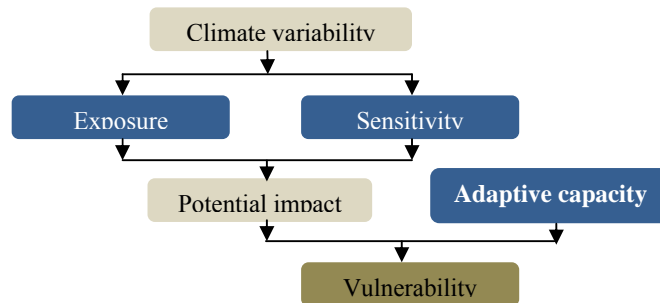 Climate variability
Exposure
Sensitivity
Potential impact
Adaptive capacity
Vulnerability